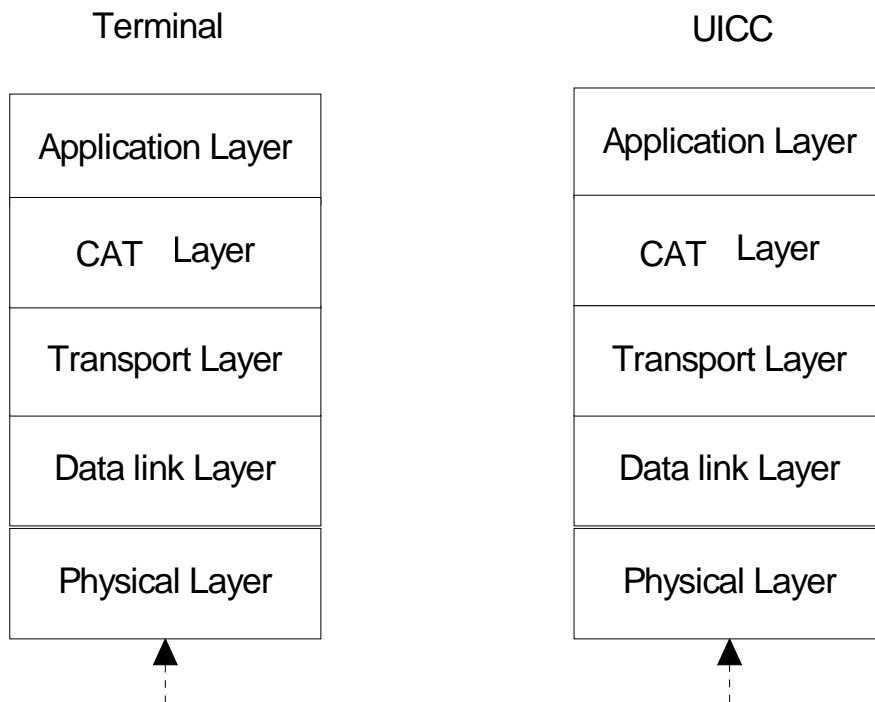 Terminal
Application Layer
CAT Layer
Transport Layer
Data link Layer
Physical Layer
UICC
Application Layer
CAT Layer
Transport Layer
Data link Layer
Physical Layer